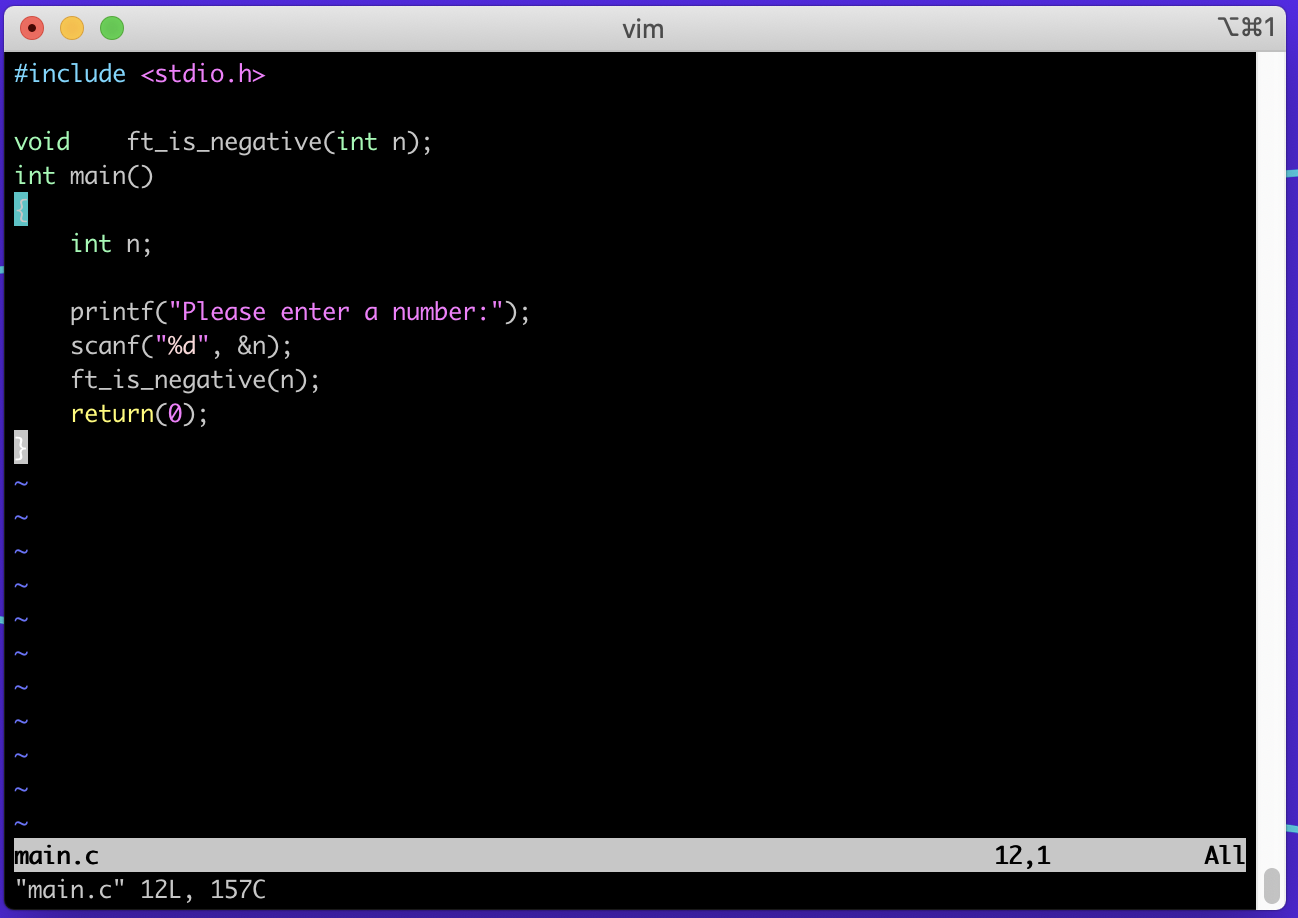 vim ⌥⌘1
#include <stdio.h>

void    ft_is_negative(int n);
int main()
{
    int n;

    printf("Please enter a number:");
    scanf("%d", &n);
    ft_is_negative(n);
    return(0);
}
~
~
~
~
~
~
~
~
~
~
~
main.c 12,1 All
"main.c" 12L, 157C